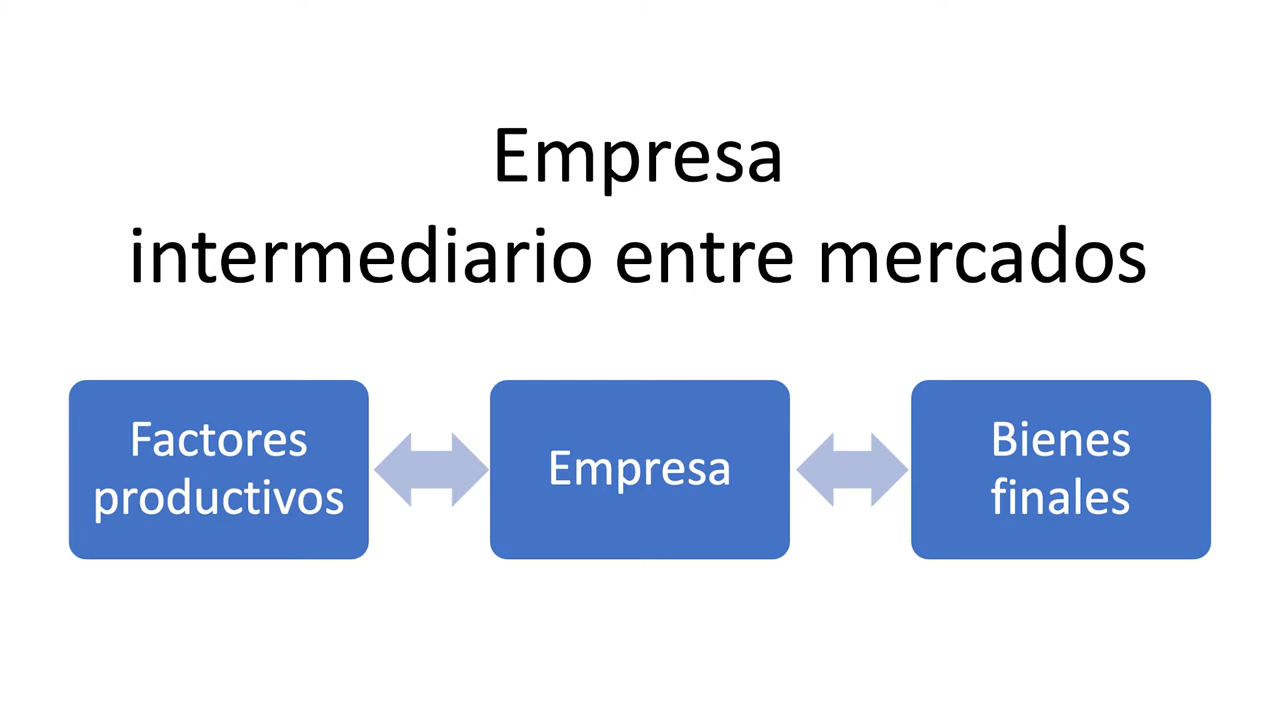 Empresa
intermediario entre mercados
Factores
productivos
Empresa
Bienes
finales